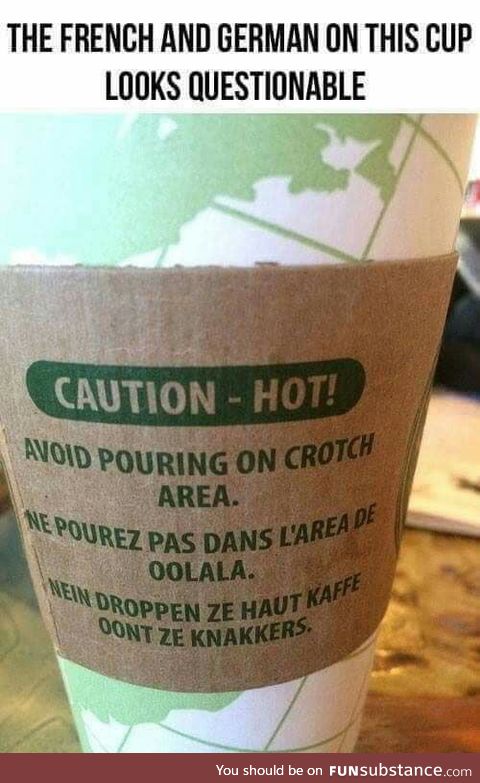 THE FRENCH AND GERMAN ON THIS CUP
LOOKS QUESTIONABLE
CAUTION - HOT!
AVOID POURING ON CROTCH
AREA.
NE POUREZ PAS DANS L'AREA DE
OOLALA.
NEIN DROPPEN ZE HAUT KAFFE
OONT ZE KNAKKERS.
You should be on FUNsubstance.com